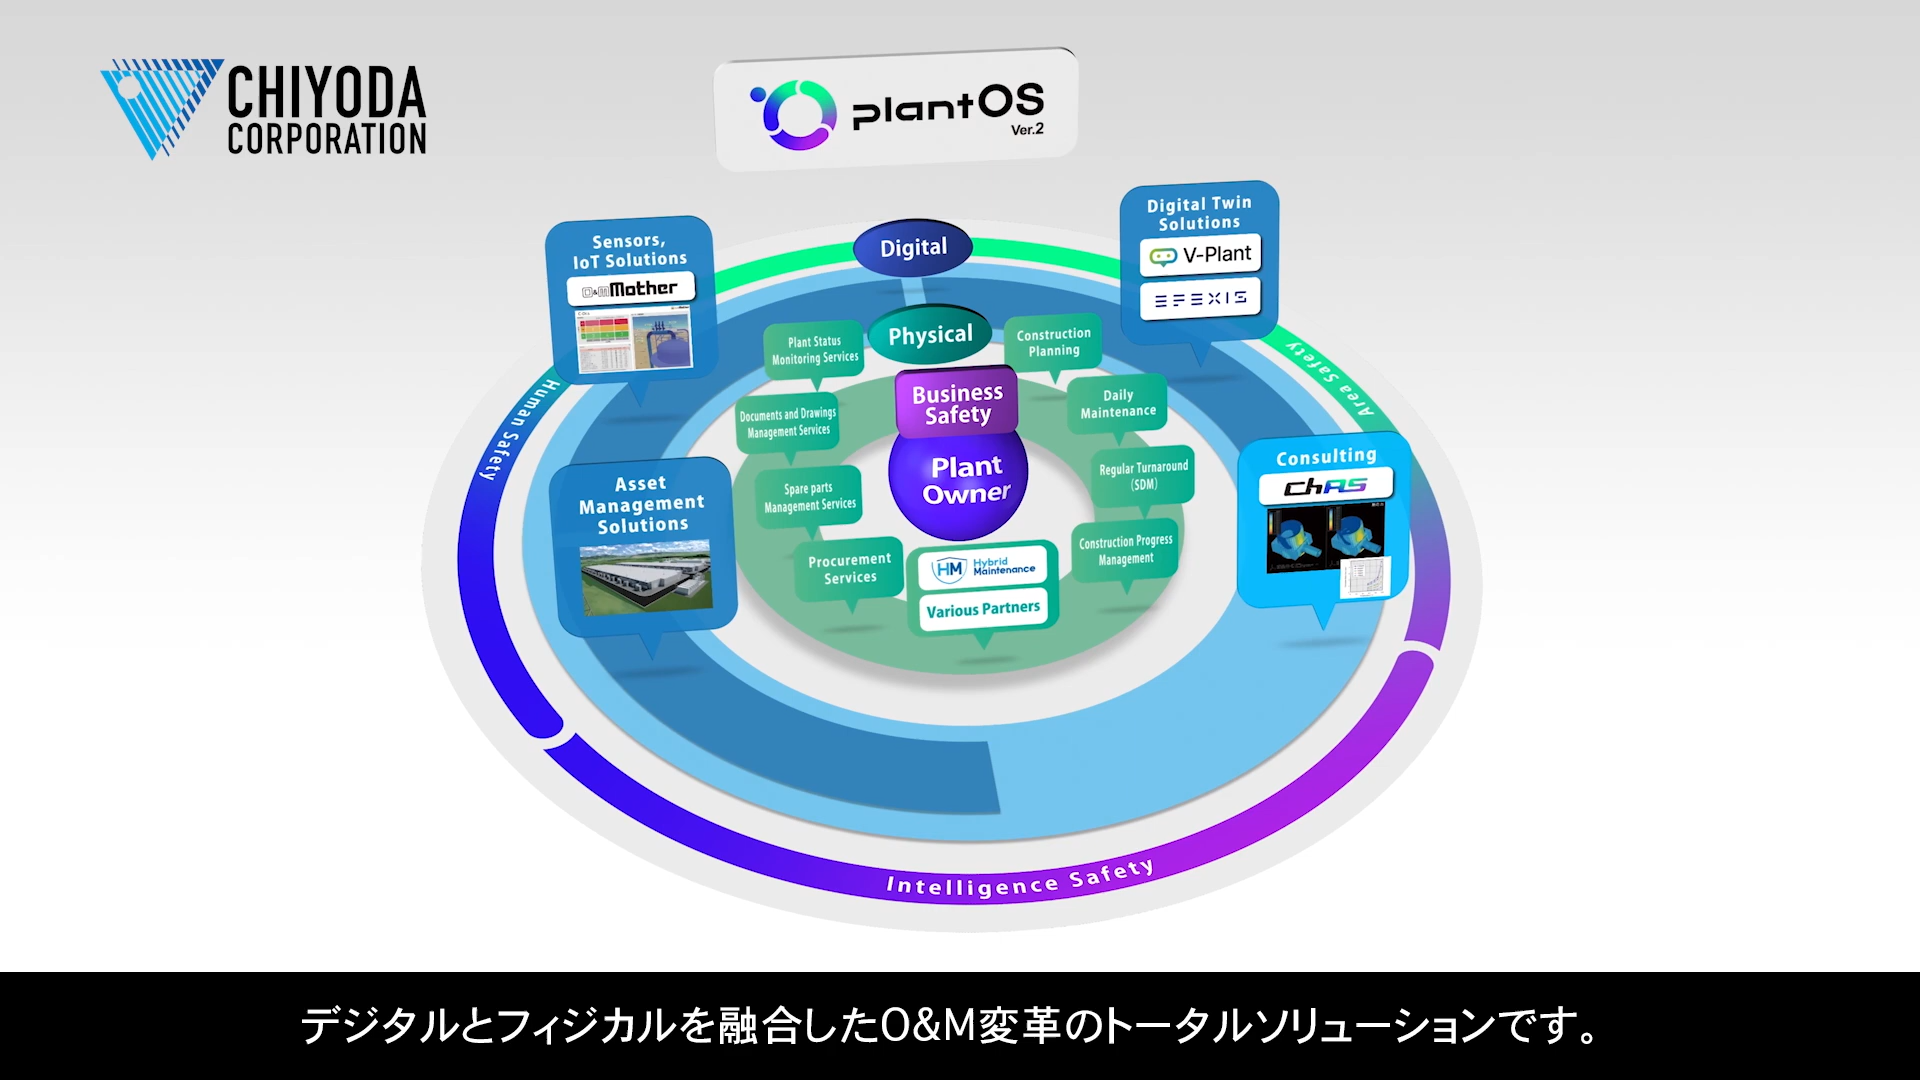 CHIYODA
CORPORATION
plantOS
Ver.2
Digital
Sensors,
IoT Solutions
O&M Mother
Digital Twin
Solutions
V-Plant
EFEXIS
Physical
Plant Status
Monitoring Services
Construction
Planning
Business
Safety
Documents and Drawings
Management Services
Daily
Maintenance
Plant
Owner
Regular Turnaround
(SDM)
Spare parts
Management Services
Asset
Management
Solutions
Consulting
ChAS
Procurement
Services
HM Hybrid
Maintenance
Various Partners
Construction Progress
Management
Human Safety
Area Safety
Intelligence Safety
デジタルとフィジカルを融合したO&M変革のトータルソリューションです。